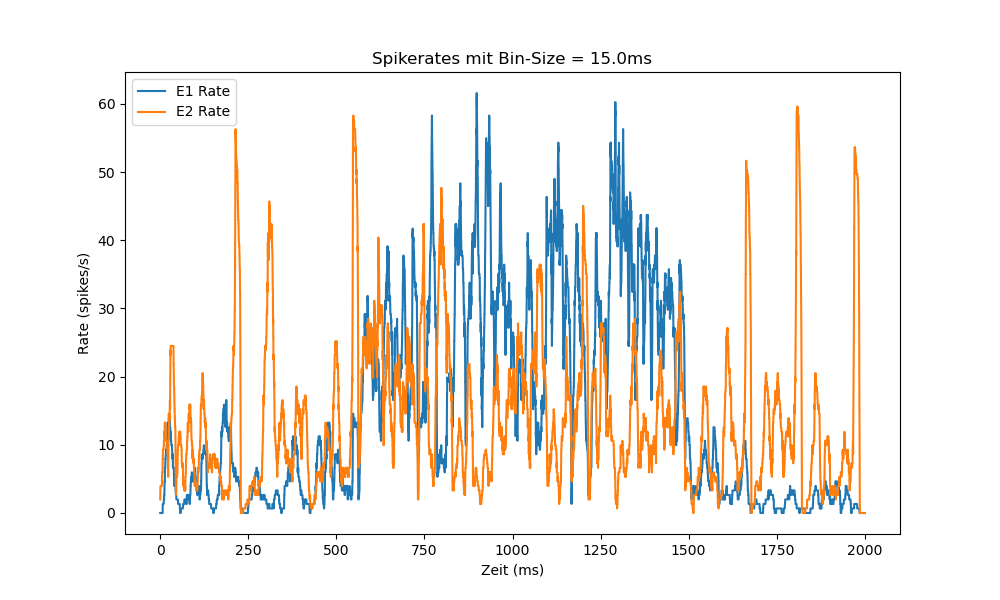 Spikerates mit Bin-Size = 15.0ms
E1 Rate
E2 Rate
Rate (spikes/s)
60
50
40
30
20
10
0
0 250 500 750 1000 1250 1500 1750 2000
Zeit (ms)